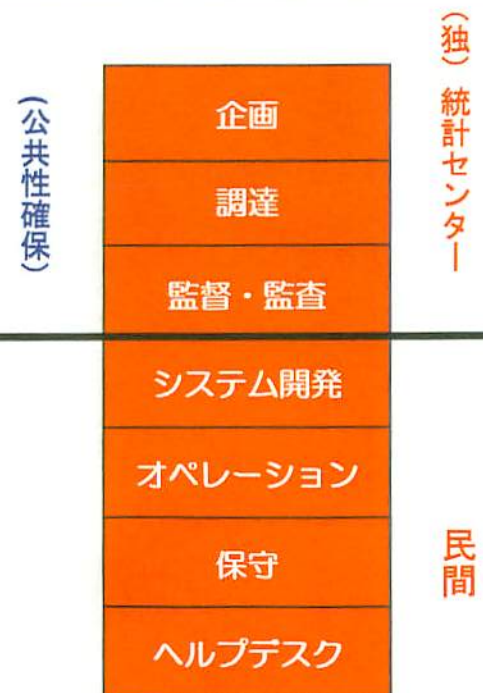 (独) 統計センター
(公共性確保)
企画
調達
監督・監査
システム開発
オペレーション
保守
ヘルプデスク
民間